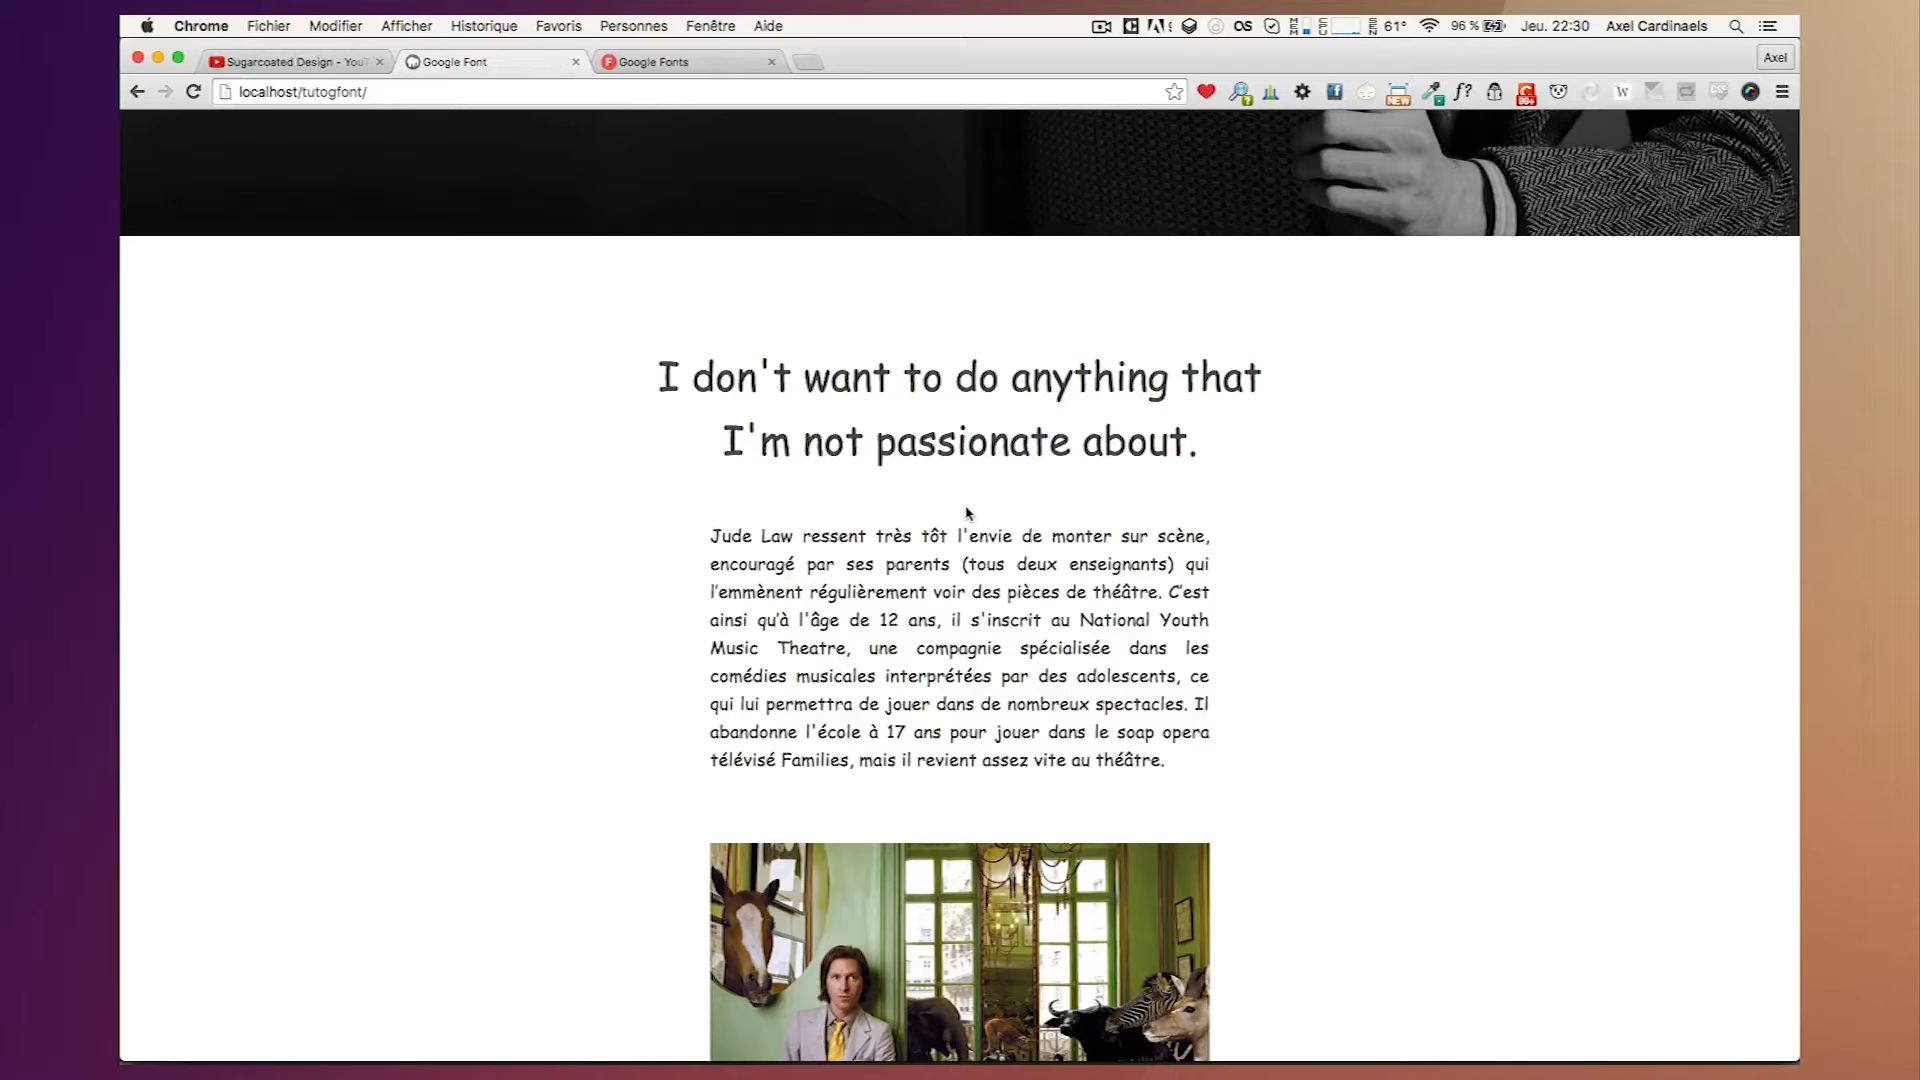 Chrome Fichier Modifier Afficher Historique Favoris Personnes Fenêtre Aide 61° 96 % Jeu. 22:30 Axel Cardinaels
Sugarcoated Design - You Google Font Google Fonts Axel
localhost/tutogfont/
I don't want to do anything that
I'm not passionate about.
Jude Law ressent très tôt l'envie de monter sur scène,
encouragé par ses parents (tous deux enseignants) qui
l'emmènent régulièrement voir des pièces de théâtre. C'est
ainsi qu'à l'âge de 12 ans, il s'inscrit au National Youth
Music Theatre, une compagnie spécialisée dans les
comédies musicales interprétées par des adolescents, ce
qui lui permettra de jouer dans de nombreux spectacles. Il
abandonne l'école à 17 ans pour jouer dans le soap opera
télévisé Families, mais il revient assez vite au théâtre.